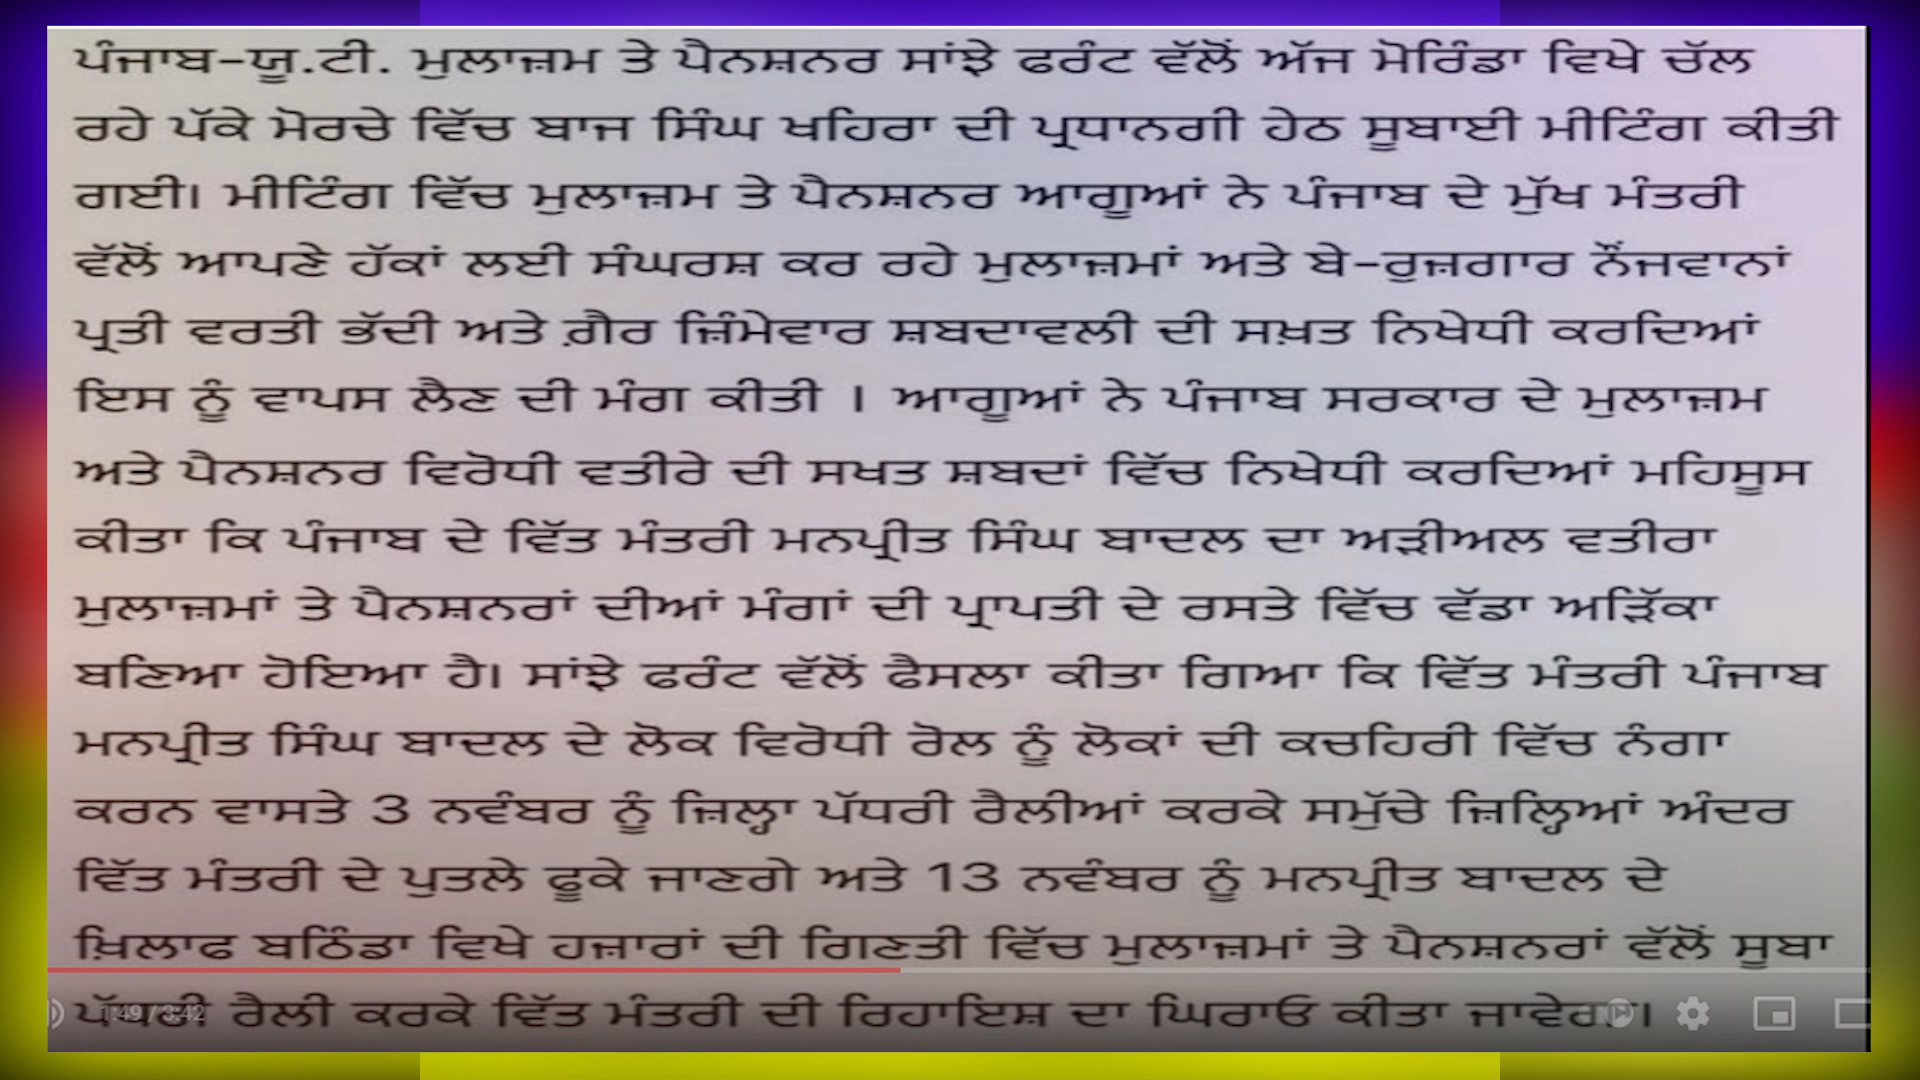 ਪੰਜਾਬ-ਯੂ.ਟੀ. ਮੁਲਾਜ਼ਮ ਤੇ ਪੈਨਸ਼ਨਰ ਸਾਂਝੇ ਫਰੰਟ ਵੱਲੋਂ ਅੱਜ ਮੋਰਿੰਡਾ ਵਿਖੇ ਚੱਲ
ਰਹੇ ਪੱਕੇ ਮੋਰਚੇ ਵਿੱਚ ਬਾਜ ਸਿੰਘ ਖਹਿਰਾ ਦੀ ਪ੍ਰਧਾਨਗੀ ਹੇਠ ਸੂਬਾਈ ਮੀਟਿੰਗ ਕੀਤੀ
ਗਈ। ਮੀਟਿੰਗ ਵਿੱਚ ਮੁਲਾਜ਼ਮ ਤੇ ਪੈਨਸ਼ਨਰ ਆਗੂਆਂ ਨੇ ਪੰਜਾਬ ਦੇ ਮੁੱਖ ਮੰਤਰੀ
ਵੱਲੋਂ ਆਪਣੇ ਹੱਕਾਂ ਲਈ ਸੰਘਰਸ਼ ਕਰ ਰਹੇ ਮੁਲਾਜ਼ਮਾਂ ਅਤੇ ਬੇ-ਰੁਜ਼ਗਾਰ ਨੌਂਜਵਾਨਾਂ
ਪ੍ਰਤੀ ਵਰਤੀ ਭੱਦੀ ਅਤੇ ਗ਼ੈਰ ਜ਼ਿੰਮੇਵਾਰ ਸ਼ਬਦਾਵਲੀ ਦੀ ਸਖ਼ਤ ਨਿਖੇਧੀ ਕਰਦਿਆਂ
ਇਸ ਨੂੰ ਵਾਪਸ ਲੈਣ ਦੀ ਮੰਗ ਕੀਤੀ । ਆਗੂਆਂ ਨੇ ਪੰਜਾਬ ਸਰਕਾਰ ਦੇ ਮੁਲਾਜ਼ਮ
ਅਤੇ ਪੈਨਸ਼ਨਰ ਵਿਰੋਧੀ ਵਤੀਰੇ ਦੀ ਸਖਤ ਸ਼ਬਦਾਂ ਵਿੱਚ ਨਿਖੇਧੀ ਕਰਦਿਆਂ ਮਹਿਸੂਸ
ਕੀਤਾ ਕਿ ਪੰਜਾਬ ਦੇ ਵਿੱਤ ਮੰਤਰੀ ਮਨਪ੍ਰੀਤ ਸਿੰਘ ਬਾਦਲ ਦਾ ਅੜੀਅਲ ਵਤੀਰਾ
ਮੁਲਾਜ਼ਮਾਂ ਤੇ ਪੈਨਸ਼ਨਰਾਂ ਦੀਆਂ ਮੰਗਾਂ ਦੀ ਪ੍ਰਾਪਤੀ ਦੇ ਰਸਤੇ ਵਿੱਚ ਵੱਡਾ ਅੜਿੱਕਾ
ਬਣਿਆ ਹੋਇਆ ਹੈ। ਸਾਂਝੇ ਫਰੰਟ ਵੱਲੋਂ ਫੈਸਲਾ ਕੀਤਾ ਗਿਆ ਕਿ ਵਿੱਤ ਮੰਤਰੀ ਪੰਜਾਬ
ਮਨਪ੍ਰੀਤ ਸਿੰਘ ਬਾਦਲ ਦੇ ਲੋਕ ਵਿਰੋਧੀ ਰੋਲ ਨੂੰ ਲੋਕਾਂ ਦੀ ਕਚਹਿਰੀ ਵਿੱਚ ਨੰਗਾ
ਕਰਨ ਵਾਸਤੇ 3 ਨਵੰਬਰ ਨੂੰ ਜ਼ਿਲ੍ਹਾ ਪੱਧਰੀ ਰੈਲੀਆਂ ਕਰਕੇ ਸਮੁੱਚੇ ਜ਼ਿਲ੍ਹਿਆਂ ਅੰਦਰ
ਵਿੱਤ ਮੰਤਰੀ ਦੇ ਪੁਤਲੇ ਫੂਕੇ ਜਾਣਗੇ ਅਤੇ 13 ਨਵੰਬਰ ਨੂੰ ਮਨਪ੍ਰੀਤ ਬਾਦਲ ਦੇ
ਖ਼ਿਲਾਫ ਬਠਿੰਡਾ ਵਿਖੇ ਹਜ਼ਾਰਾਂ ਦੀ ਗਿਣਤੀ ਵਿੱਚ ਮੁਲਾਜ਼ਮਾਂ ਤੇ ਪੈਨਸ਼ਨਰਾਂ ਵੱਲੋਂ ਸੂਬਾ
ਰੈਲੀ ਕਰਕੇ ਵਿੱਤ ਮੰਤਰੀ ਦੀ ਰਿਹਾਇਸ਼ ਦਾ ਘਿਰਾਓ ਕੀਤਾ
1:49 / 3:42